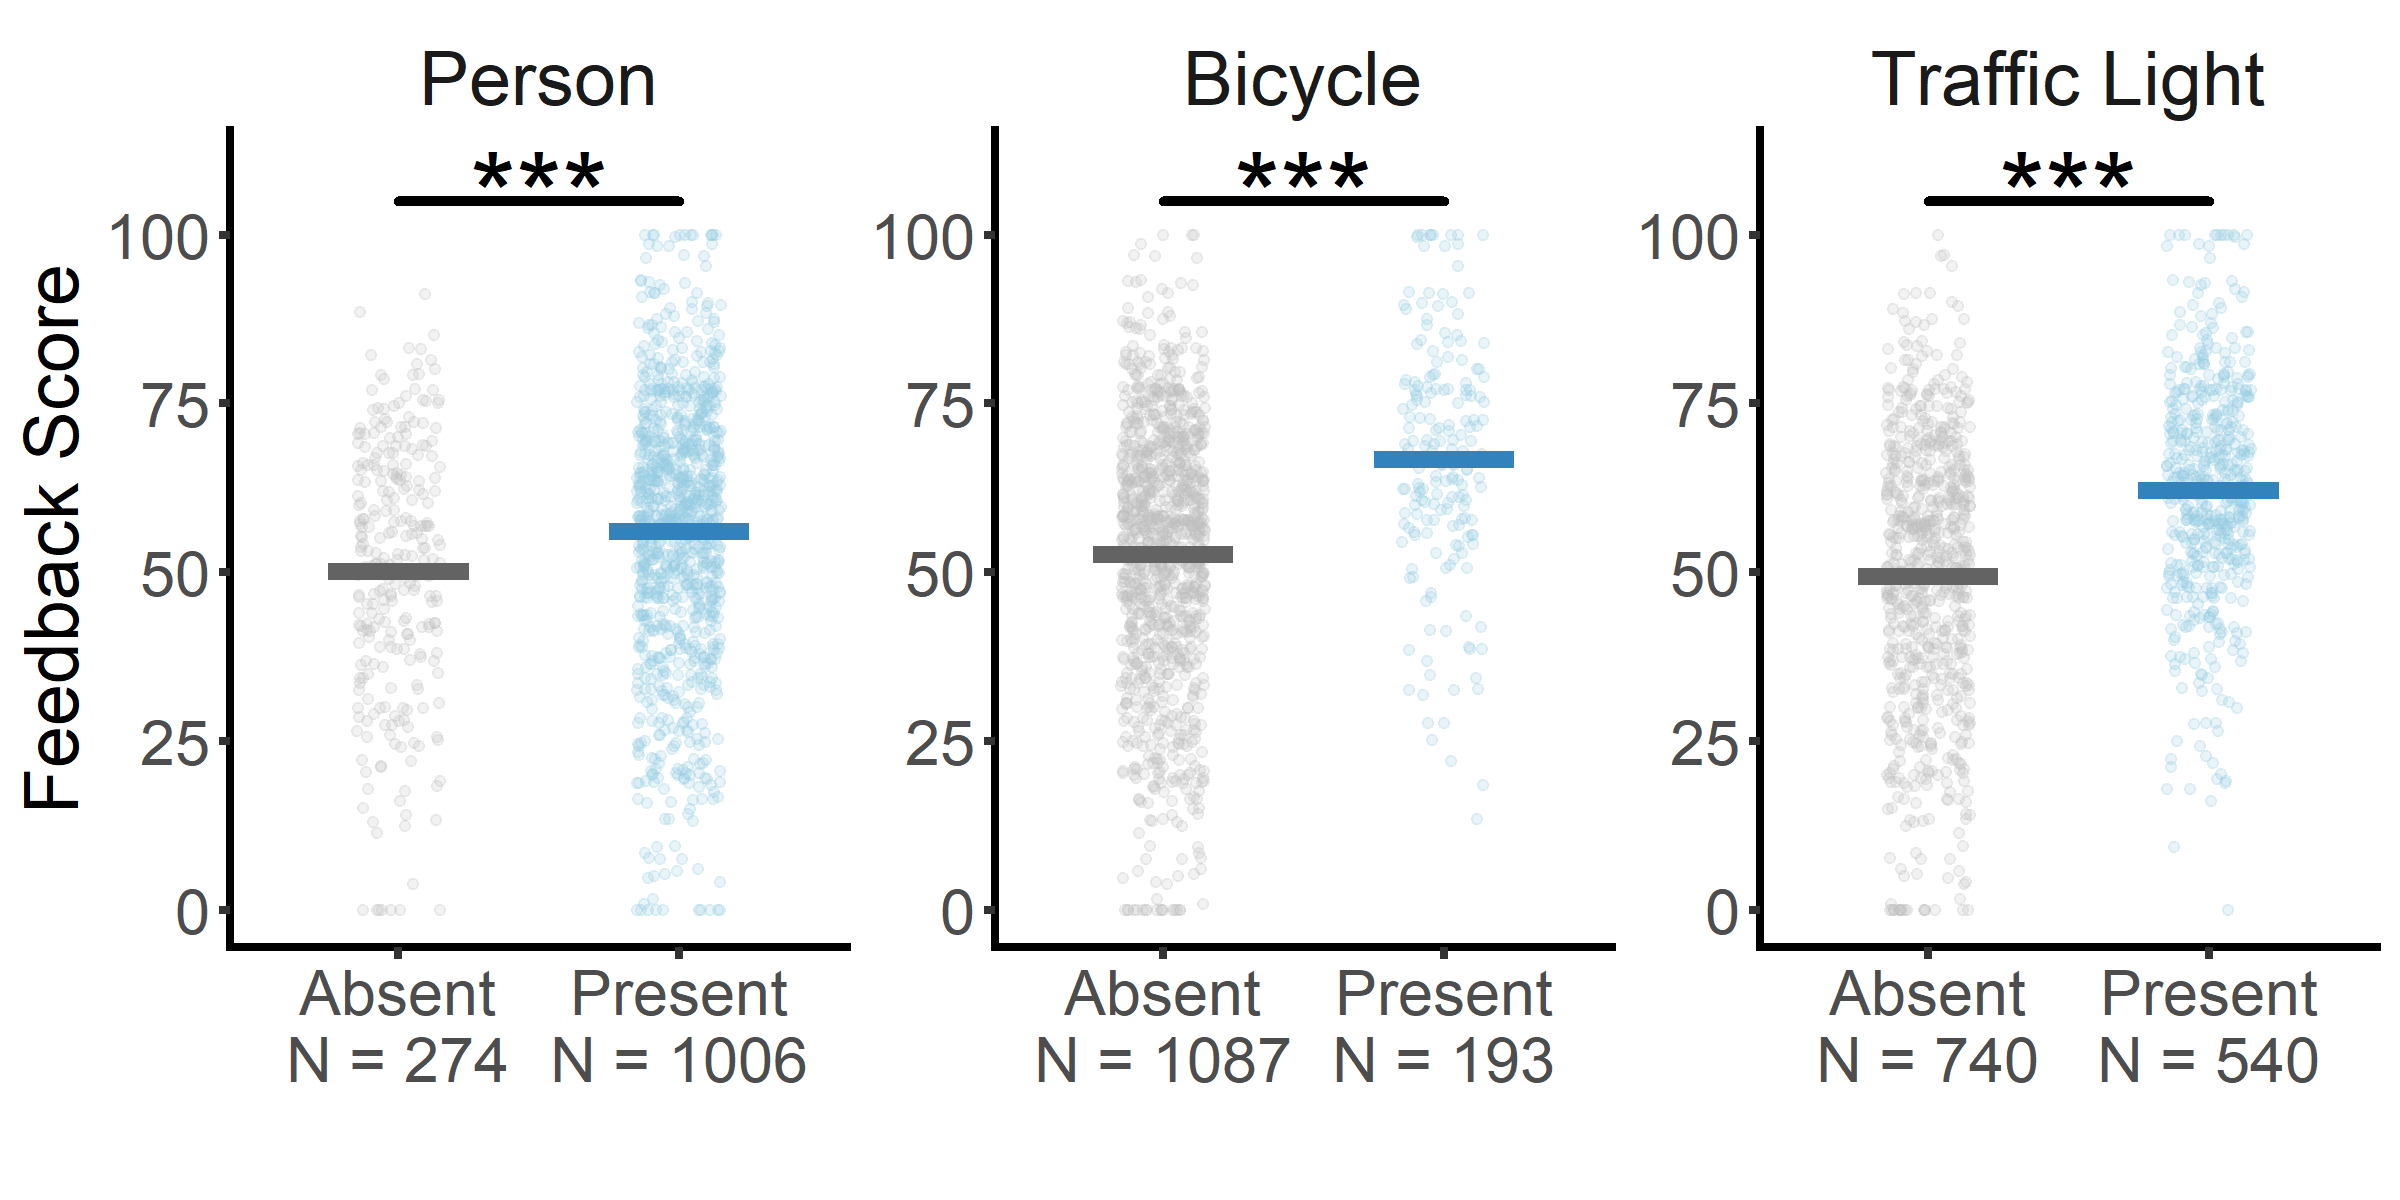 Person
Bicycle
Traffic Light
***
***
***
Feedback Score
100
75
50
25
0
100
75
50
25
0
100
75
50
25
0
Absent
N = 274
Present
N = 1006
Absent
N = 1087
Present
N = 193
Absent
N = 740
Present
N = 540